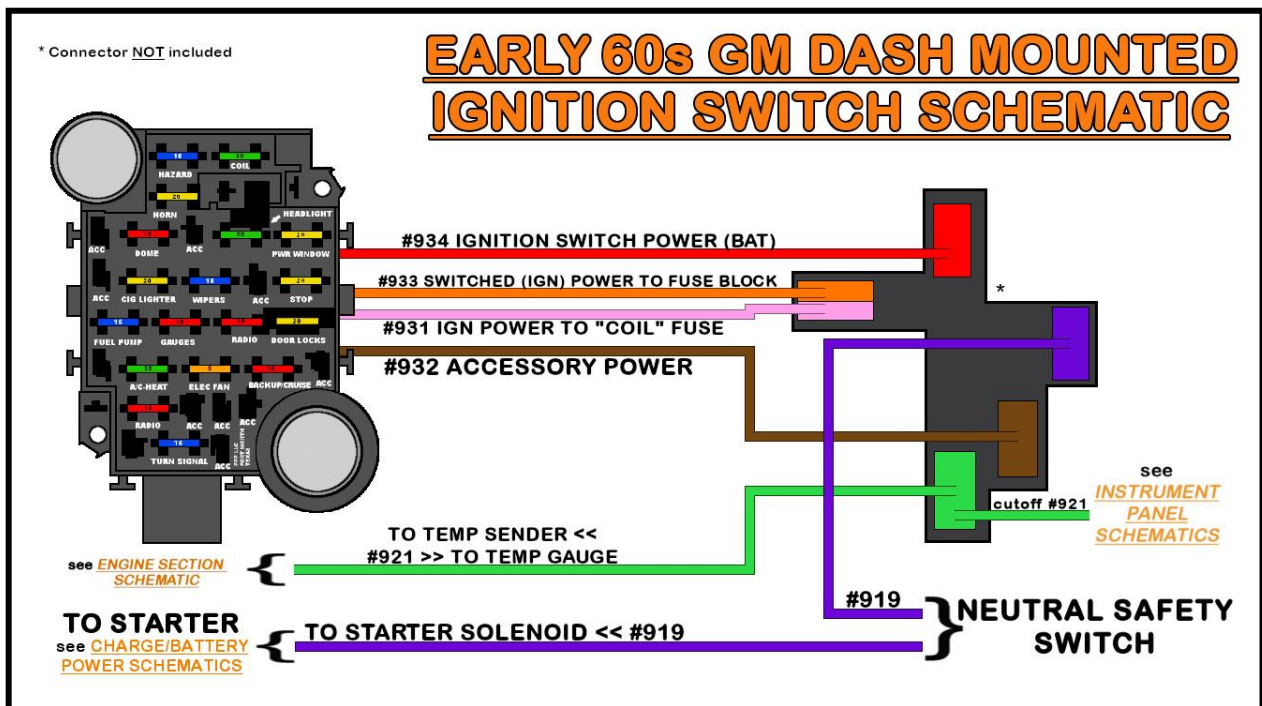 * Connector NOT included
EARLY 60s GM DASH MOUNTED
IGNITION SWITCH SCHEMATIC
HAZARD
COIL
HORN
HEADLIGHT
ACC
DOME
ACC
PWR WINDOW
ACC
CIG LIGHTER
WIPERS
ACC
STOP
FUEL PUMP
GAUGES
RADIO
DOOR LOCKS
A/C-HEAT
ELEC FAN
BACKUP/CRUISE
ACC
RADIO
ACC
ACC
ACC
TURN SIGNAL
ACC
FORT WORTH
TEXAS
#934 IGNITION SWITCH POWER (BAT)
#933 SWITCHED (IGN) POWER TO FUSE BLOCK
*
#931 IGN POWER TO "COIL" FUSE
#932 ACCESSORY POWER
TO TEMP SENDER <<
#921 >> TO TEMP GAUGE
see ENGINE SECTION
SCHEMATIC
cutoff #921
see
INSTRUMENT
PANEL
SCHEMATICS
#919
NEUTRAL SAFETY
SWITCH
TO STARTER
see CHARGE/BATTERY
POWER SCHEMATICS
TO STARTER SOLENOID << #919